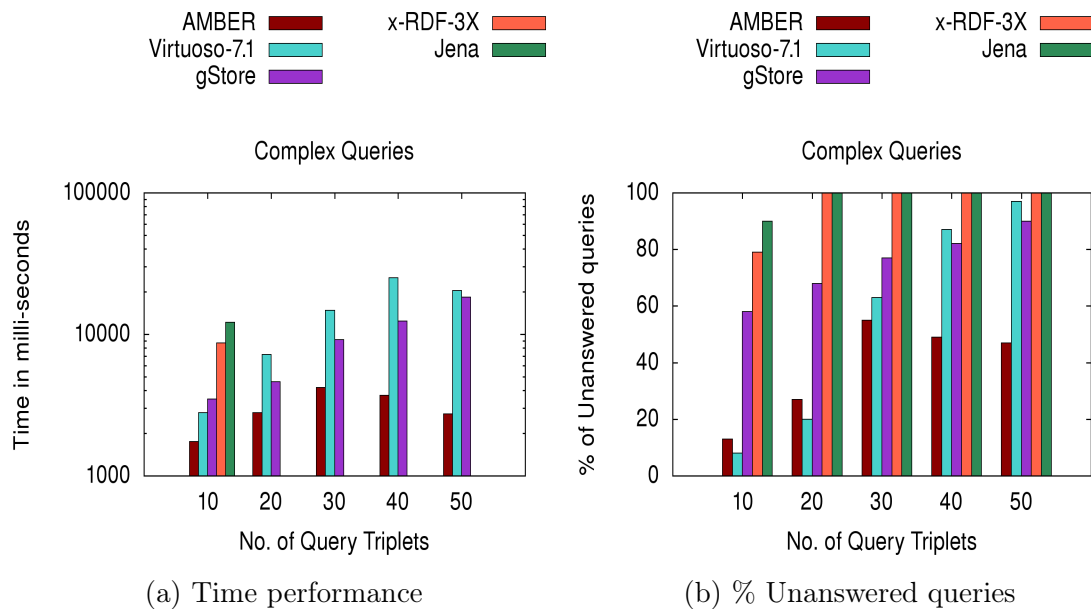 AMBER
Virtuoso-7.1
gStore
x-RDF-3X
Jena
Complex Queries
Time in milli-seconds
100000
10000
1000
10 20 30 40 50
No. of Query Triplets
(a) Time performance
AMBER
Virtuoso-7.1
gStore
x-RDF-3X
Jena
Complex Queries
% of Unanswered queries
100
80
60
40
20
0
10 20 30 40 50
No. of Query Triplets
(b) % Unanswered queries